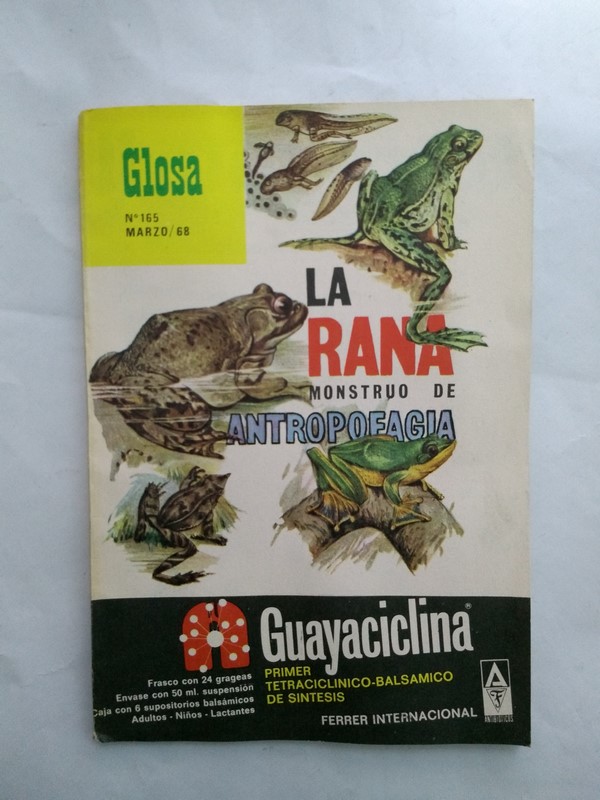 Glosa
Nº 165
MARZO/68
LA
RANA
MONSTRUO DE
ANTROPOFAGIA
Guayaciclina®
PRIMER
TETRACICLINICO-BALSAMICO
DE SINTESIS
Frasco con 24 grageas
Envase con 50 ml. suspensión
Caja con 6 supositorios balsámicos
Adultos - Niños - Lactantes
FERRER INTERNACIONAL